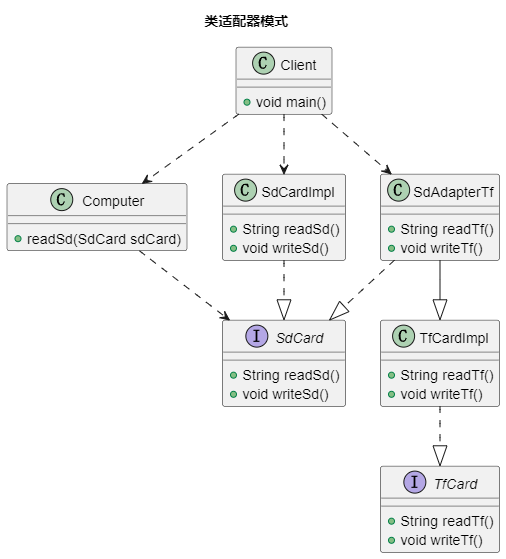 类适配器模式
C Client
void main()
C Computer
readSd(SdCard sdCard)
C SdCardImpl
String readSd()
void writeSd()
C SdAdapterTf
String readTf()
void writeTf()
I SdCard
String readSd()
void writeSd()
C TfCardImpl
String readTf()
void writeTf()
I TfCard
String readTf()
void writeTf()